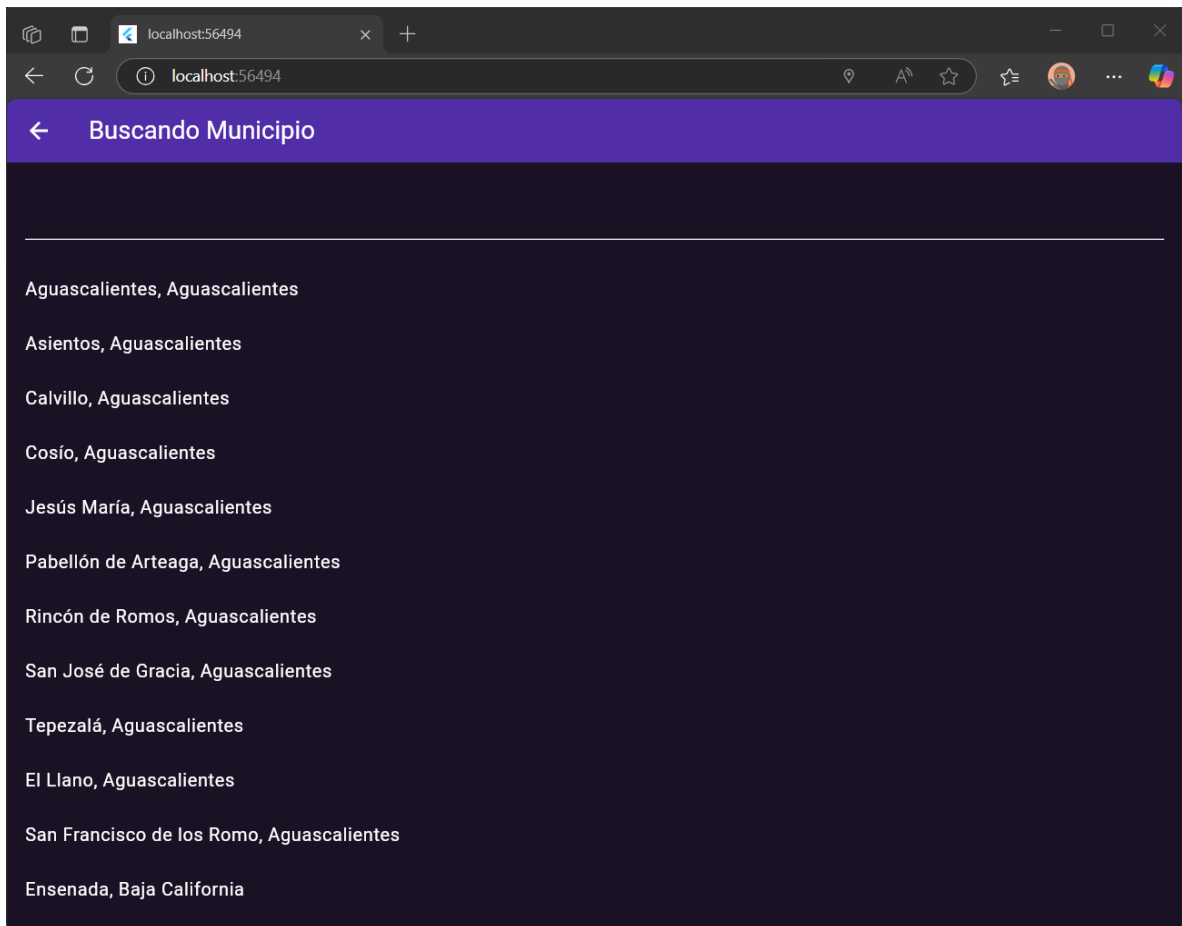 localhost:56494
localhost:56494
Buscando Municipio
Aguascalientes, Aguascalientes
Asientos, Aguascalientes
Calvillo, Aguascalientes
Cosío, Aguascalientes
Jesús María, Aguascalientes
Pabellón de Arteaga, Aguascalientes
Rincón de Romos, Aguascalientes
San José de Gracia, Aguascalientes
Tepezalá, Aguascalientes
El Llano, Aguascalientes
San Francisco de los Romo, Aguascalientes
Ensenada, Baja California